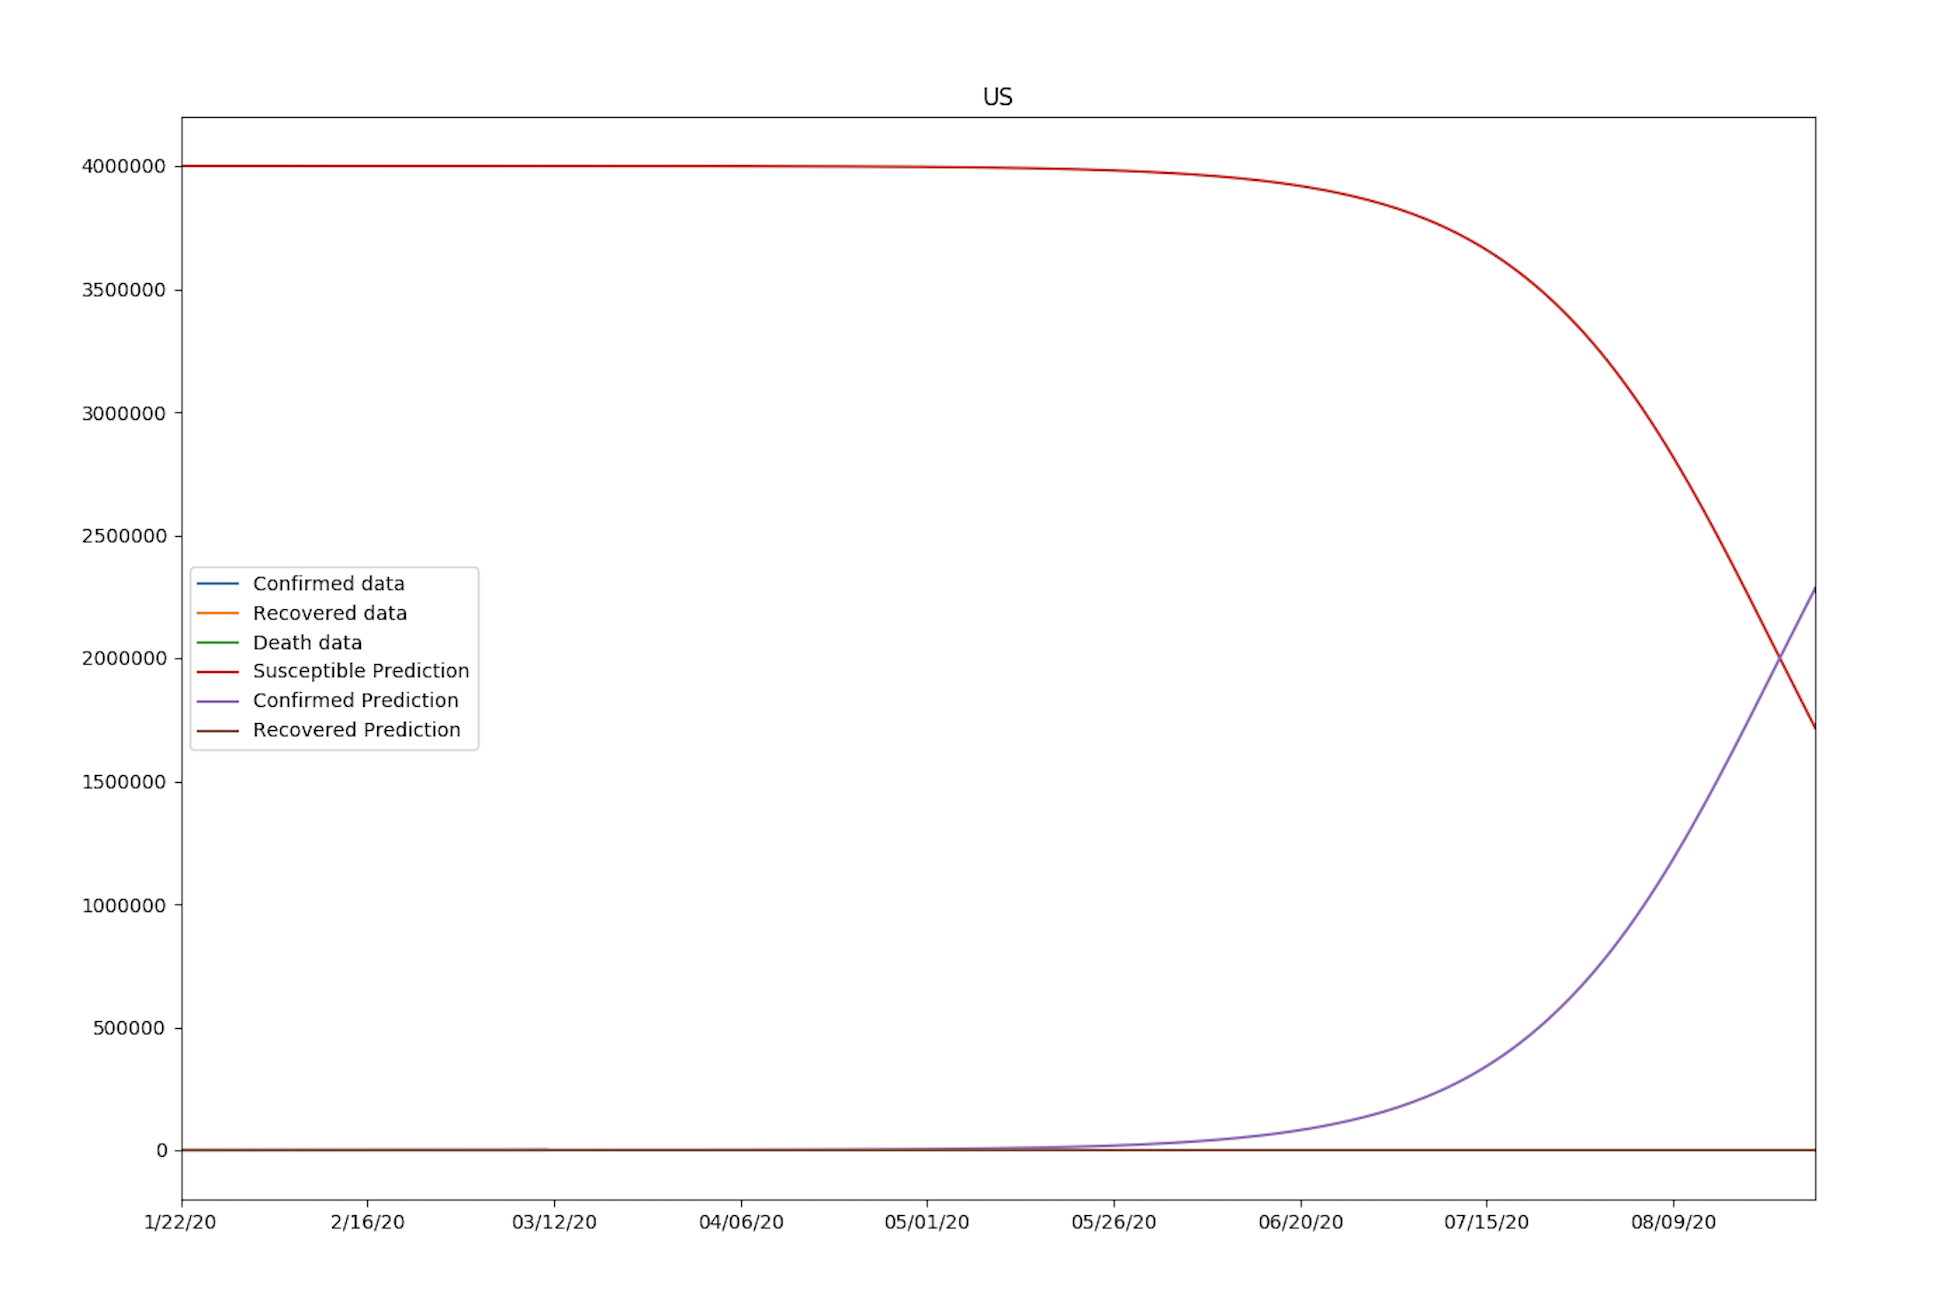 US
4000000
3500000
3000000
2500000
2000000
1500000
1000000
500000
0
Confirmed data
Recovered data
Death data
Susceptible Prediction
Confirmed Prediction
Recovered Prediction
1/22/20 2/16/20 03/12/20 04/06/20 05/01/20 05/26/20 06/20/20 07/15/20 08/09/20